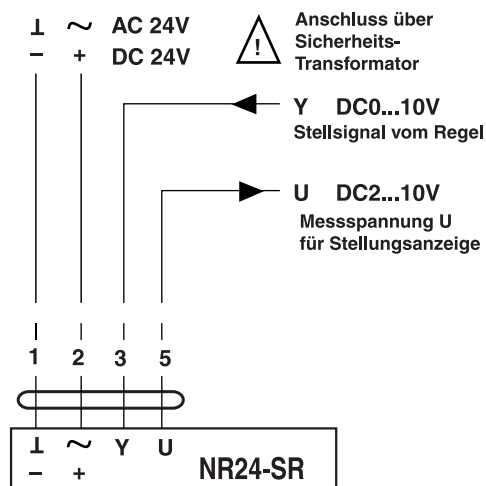 ⊥ ~ AC 24V
– + DC 24V
Anschluss über
Sicherheits-
Transformator
!
Y DC0...10V
Stellsignal vom Regel
U DC2...10V
Messspannung U
für Stellungsanzeige
1 2 3 5
⊥ ~ Y U
– +
NR24-SR